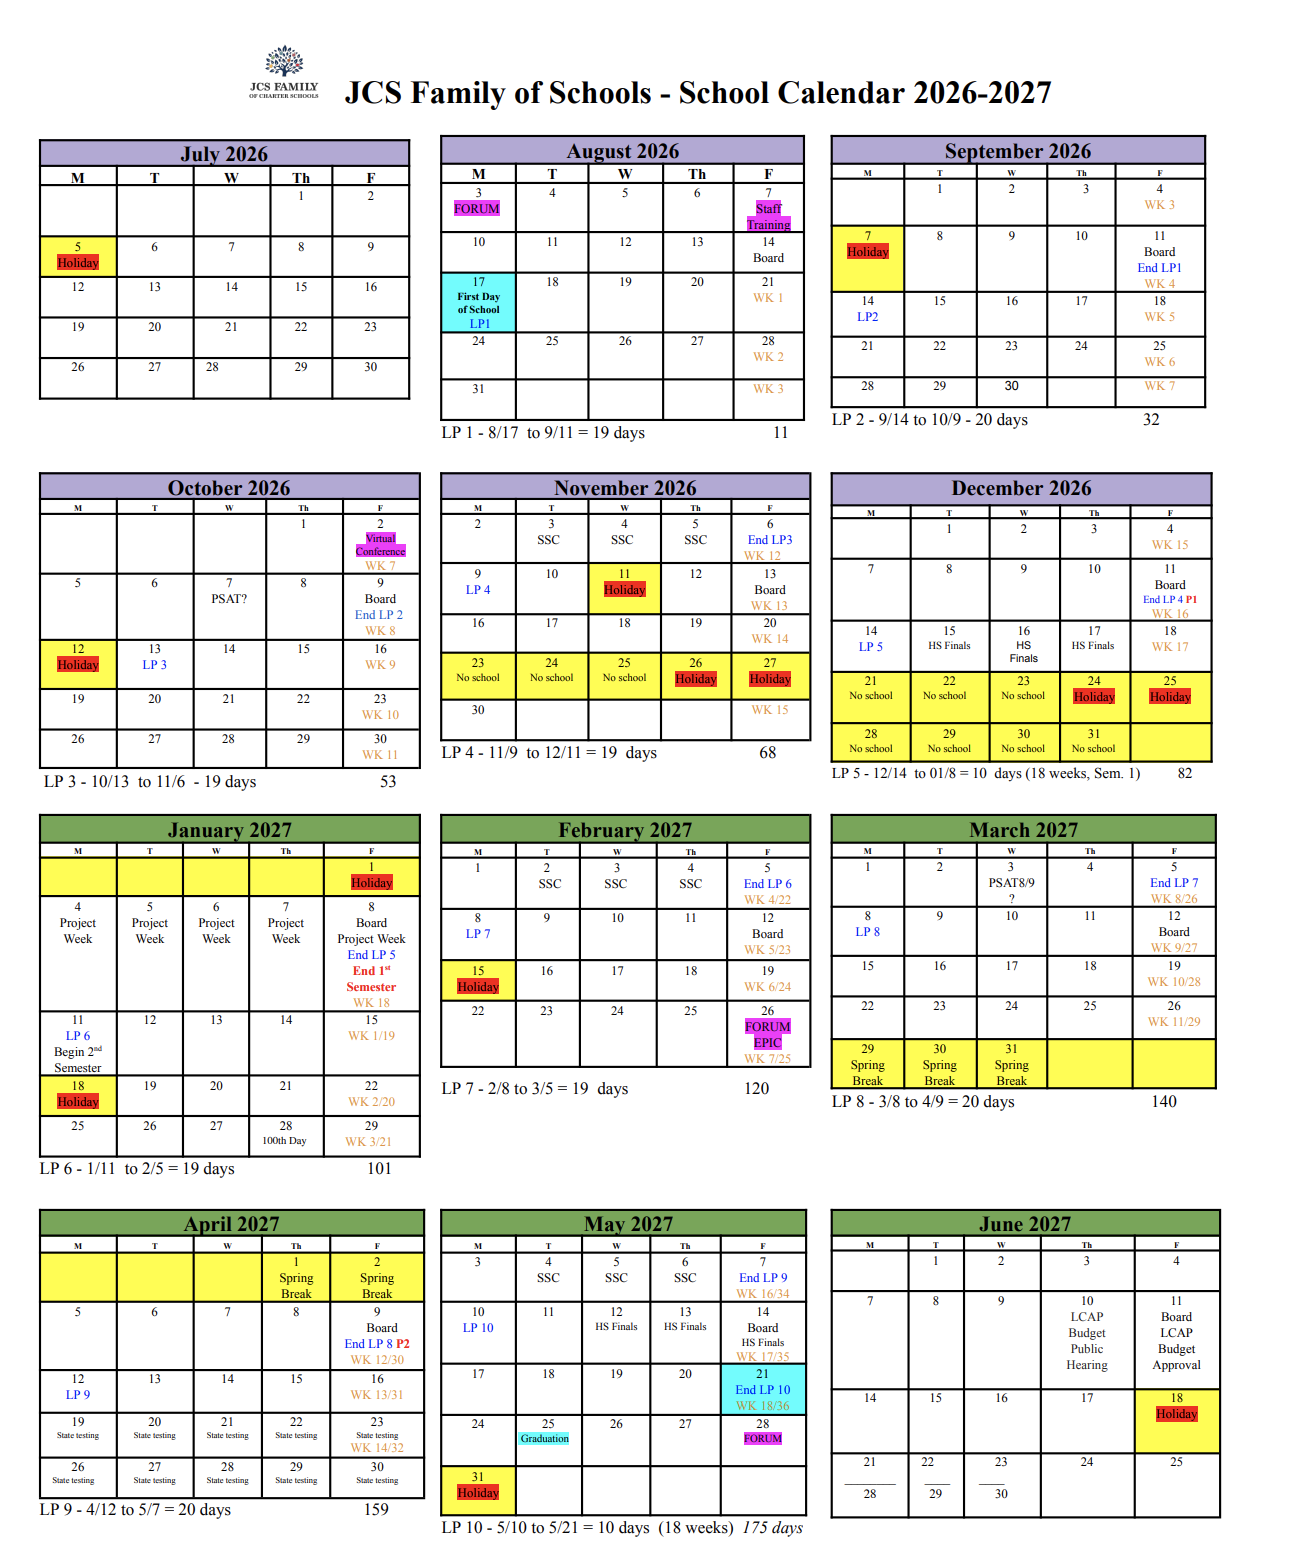 JCS FAMILY
OF CHARTER SCHOOLS
JCS Family of Schools - School Calendar 2026-2027
July 2026
M T W Th F
1 2
5 6 7 8 9
Holiday
12 13 14 15 16
19 20 21 22 23
26 27 28 29 30
August 2026
M T W Th F
3 4 5 6 7
FORUM Staff
Training
10 11 12 13 14
Board
17 18 19 20 21
First Day WK 1
of School
LP1
24 25 26 27 28
WK 2
31 WK 3
LP 1 - 8/17 to 9/11 = 19 days 11
September 2026
M T W Th F
1 2 3 4
WK 3
7 8 9 10 11
Holiday Board
End LP1
WK 4
14 15 16 17 18
LP2 WK 5
21 22 23 24 25
WK 6
28 29 30 WK 7
LP 2 - 9/14 to 10/9 - 20 days 32
October 2026
M T W Th F
1 2
Virtual
Conference
WK 7
5 6 7 8 9
PSAT? Board
End LP 2
WK 8
12 13 14 15 16
Holiday LP 3 WK 9
19 20 21 22 23
WK 10
26 27 28 29 30
WK 11
LP 3 - 10/13 to 11/6 - 19 days 53
November 2026
M T W Th F
2 3 4 5 6
SSC SSC SSC End LP3
WK 12
9 10 11 12 13
LP 4 Holiday Board
WK 13
16 17 18 19 20
WK 14
23 24 25 26 27
No school No school No school Holiday Holiday
30 WK 15
LP 4 - 11/9 to 12/11 = 19 days 68
December 2026
M T W Th F
1 2 3 4
WK 15
7 8 9 10 11
Board
End LP 4 P1
WK 16
14 15 16 17 18
LP 5 HS Finals HS HS Finals WK 17
Finals
21 22 23 24 25
No school No school No school Holiday Holiday
28 29 30 31
No school No school No school No school
LP 5 - 12/14 to 01/8 = 10 days (18 weeks, Sem. 1) 82
January 2027
M T W Th F
1
Holiday
4 5 6 7 8
Project Project Project Project Board
Week Week Week Week Project Week
End LP 5
End 1st
Semester
WK 18
11 12 13 14 15
LP 6 WK 1/19
Begin 2nd
Semester
18 19 20 21 22
Holiday WK 2/20
25 26 27 28 29
100th Day WK 3/21
LP 6 - 1/11 to 2/5 = 19 days 101
February 2027
M T W Th F
1 2 3 4 5
SSC SSC SSC End LP 6
WK 4/22
8 9 10 11 12
LP 7 Board
WK 5/23
15 16 17 18 19
Holiday WK 6/24
22 23 24 25 26
FORUM
EPIC
WK 7/25
LP 7 - 2/8 to 3/5 = 19 days 120
March 2027
M T W Th F
1 2 3 4 5
PSAT8/9 End LP 7
? WK 8/26
8 9 10 11 12
LP 8 Board
WK 9/27
15 16 17 18 19
WK 10/28
22 23 24 25 26
WK 11/29
29 30 31
Spring Spring Spring
Break Break Break
LP 8 - 3/8 to 4/9 = 20 days 140
April 2027
M T W Th F
1 2
Spring Spring
Break Break
5 6 7 8 9
Board
End LP 8 P2
WK 12/30
12 13 14 15 16
LP 9 WK 13/31
19 20 21 22 23
State testing State testing State testing State testing State testing
WK 14/32
26 27 28 29 30
State testing State testing State testing State testing State testing
LP 9 - 4/12 to 5/7 = 20 days 159
May 2027
M T W Th F
3 4 5 6 7
SSC SSC SSC End LP 9
WK 16/34
10 11 12 13 14
LP 10 HS Finals HS Finals Board
HS Finals
WK 17/35
17 18 19 20 21
End LP 10
WK 18/36
24 25 26 27 28
Graduation FORUM
31
Holiday
LP 10 - 5/10 to 5/21 = 10 days (18 weeks) 175 days
June 2027
M T W Th F
1 2 3 4
7 8 9 10 11
LCAP Board
Budget LCAP
Public Budget
Hearing Approval
14 15 16 17 18
Holiday
21 22 23 24 25
28 29 30